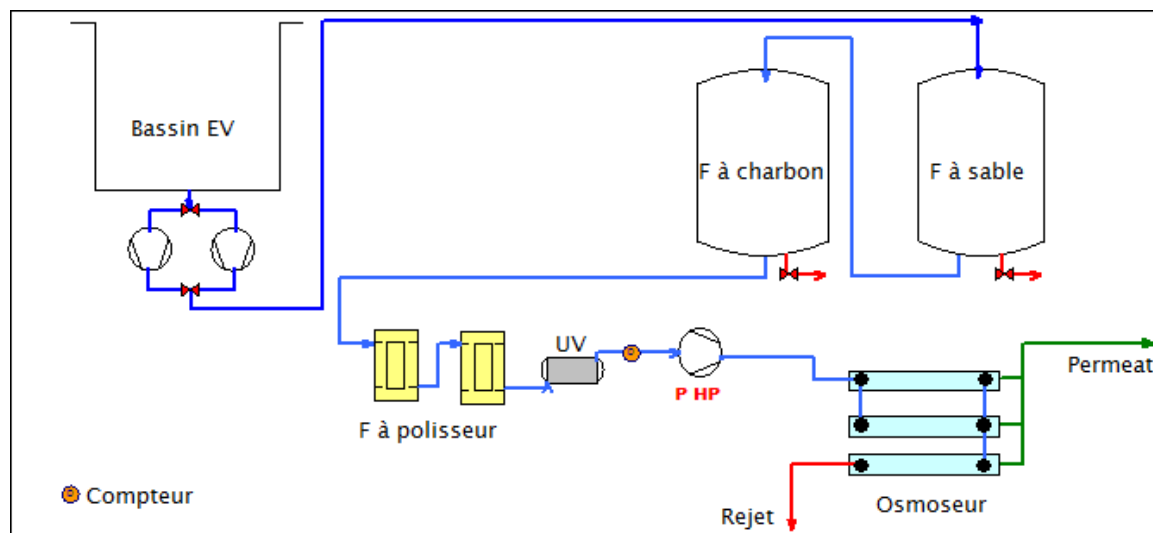 Bassin EV
F à charbon
F à sable
UV
P HP
Permeat
F à polisseur
Compteur
Rejet
Osmoseur